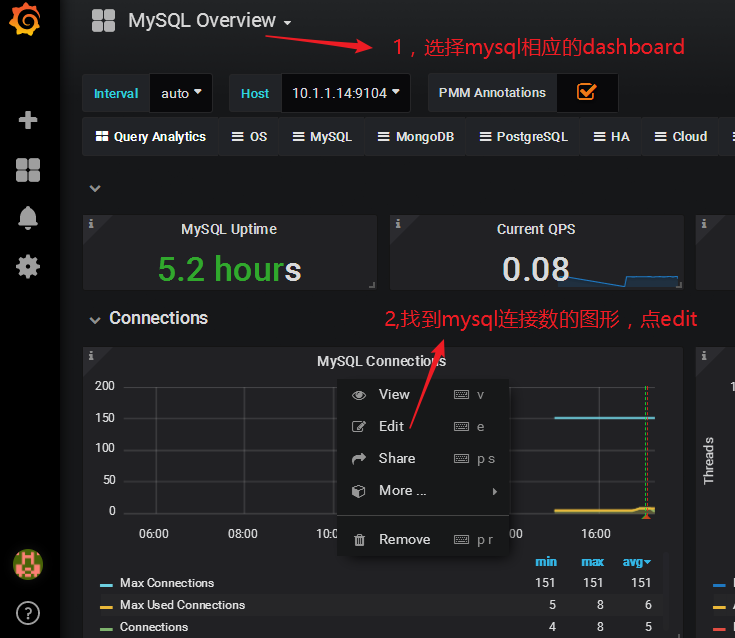 MySQL Overview
1，选择mysql相应的dashboard
Interval auto Host 10.1.1.14:9104 PMM Annotations
Query Analytics OS MySQL MongoDB PostgreSQL HA Cloud
MySQL Uptime Current QPS
5.2 hours 0.08
2,找到mysql连接数的图形，点edit
Connections
MySQL Connections
200
150
100
50
0
View v
Edit e
Share p s
More ...
Remove p r
Threads
06:00 08:00 16:00
min max avg
Max Connections 151 151 151
Max Used Connections 5 8 6
Connections 4 8 5
?